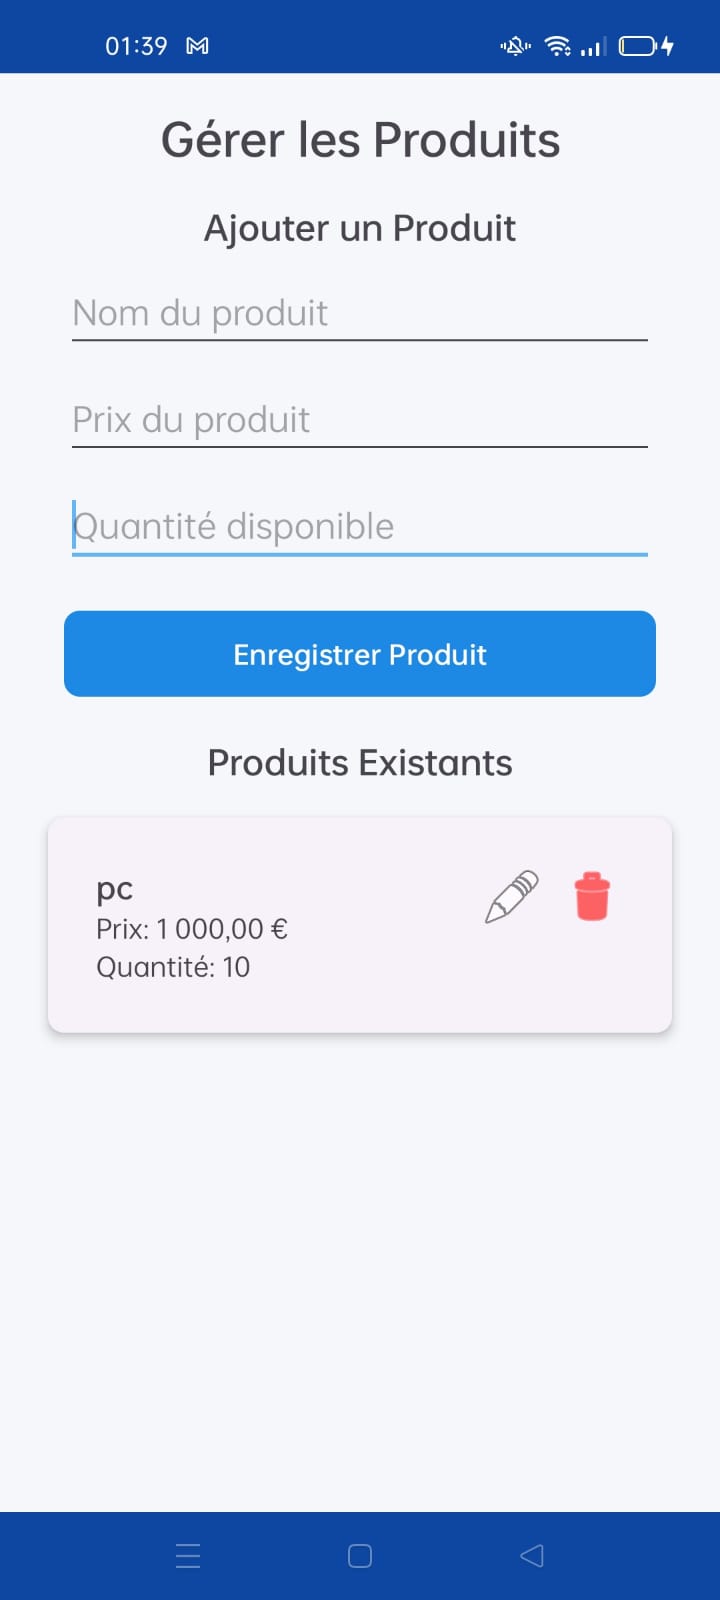 01:39
Gérer les Produits
Ajouter un Produit
Nom du produit
Prix du produit
Quantité disponible
Enregistrer Produit
Produits Existants
pc
Prix: 1 000,00 €
Quantité: 10